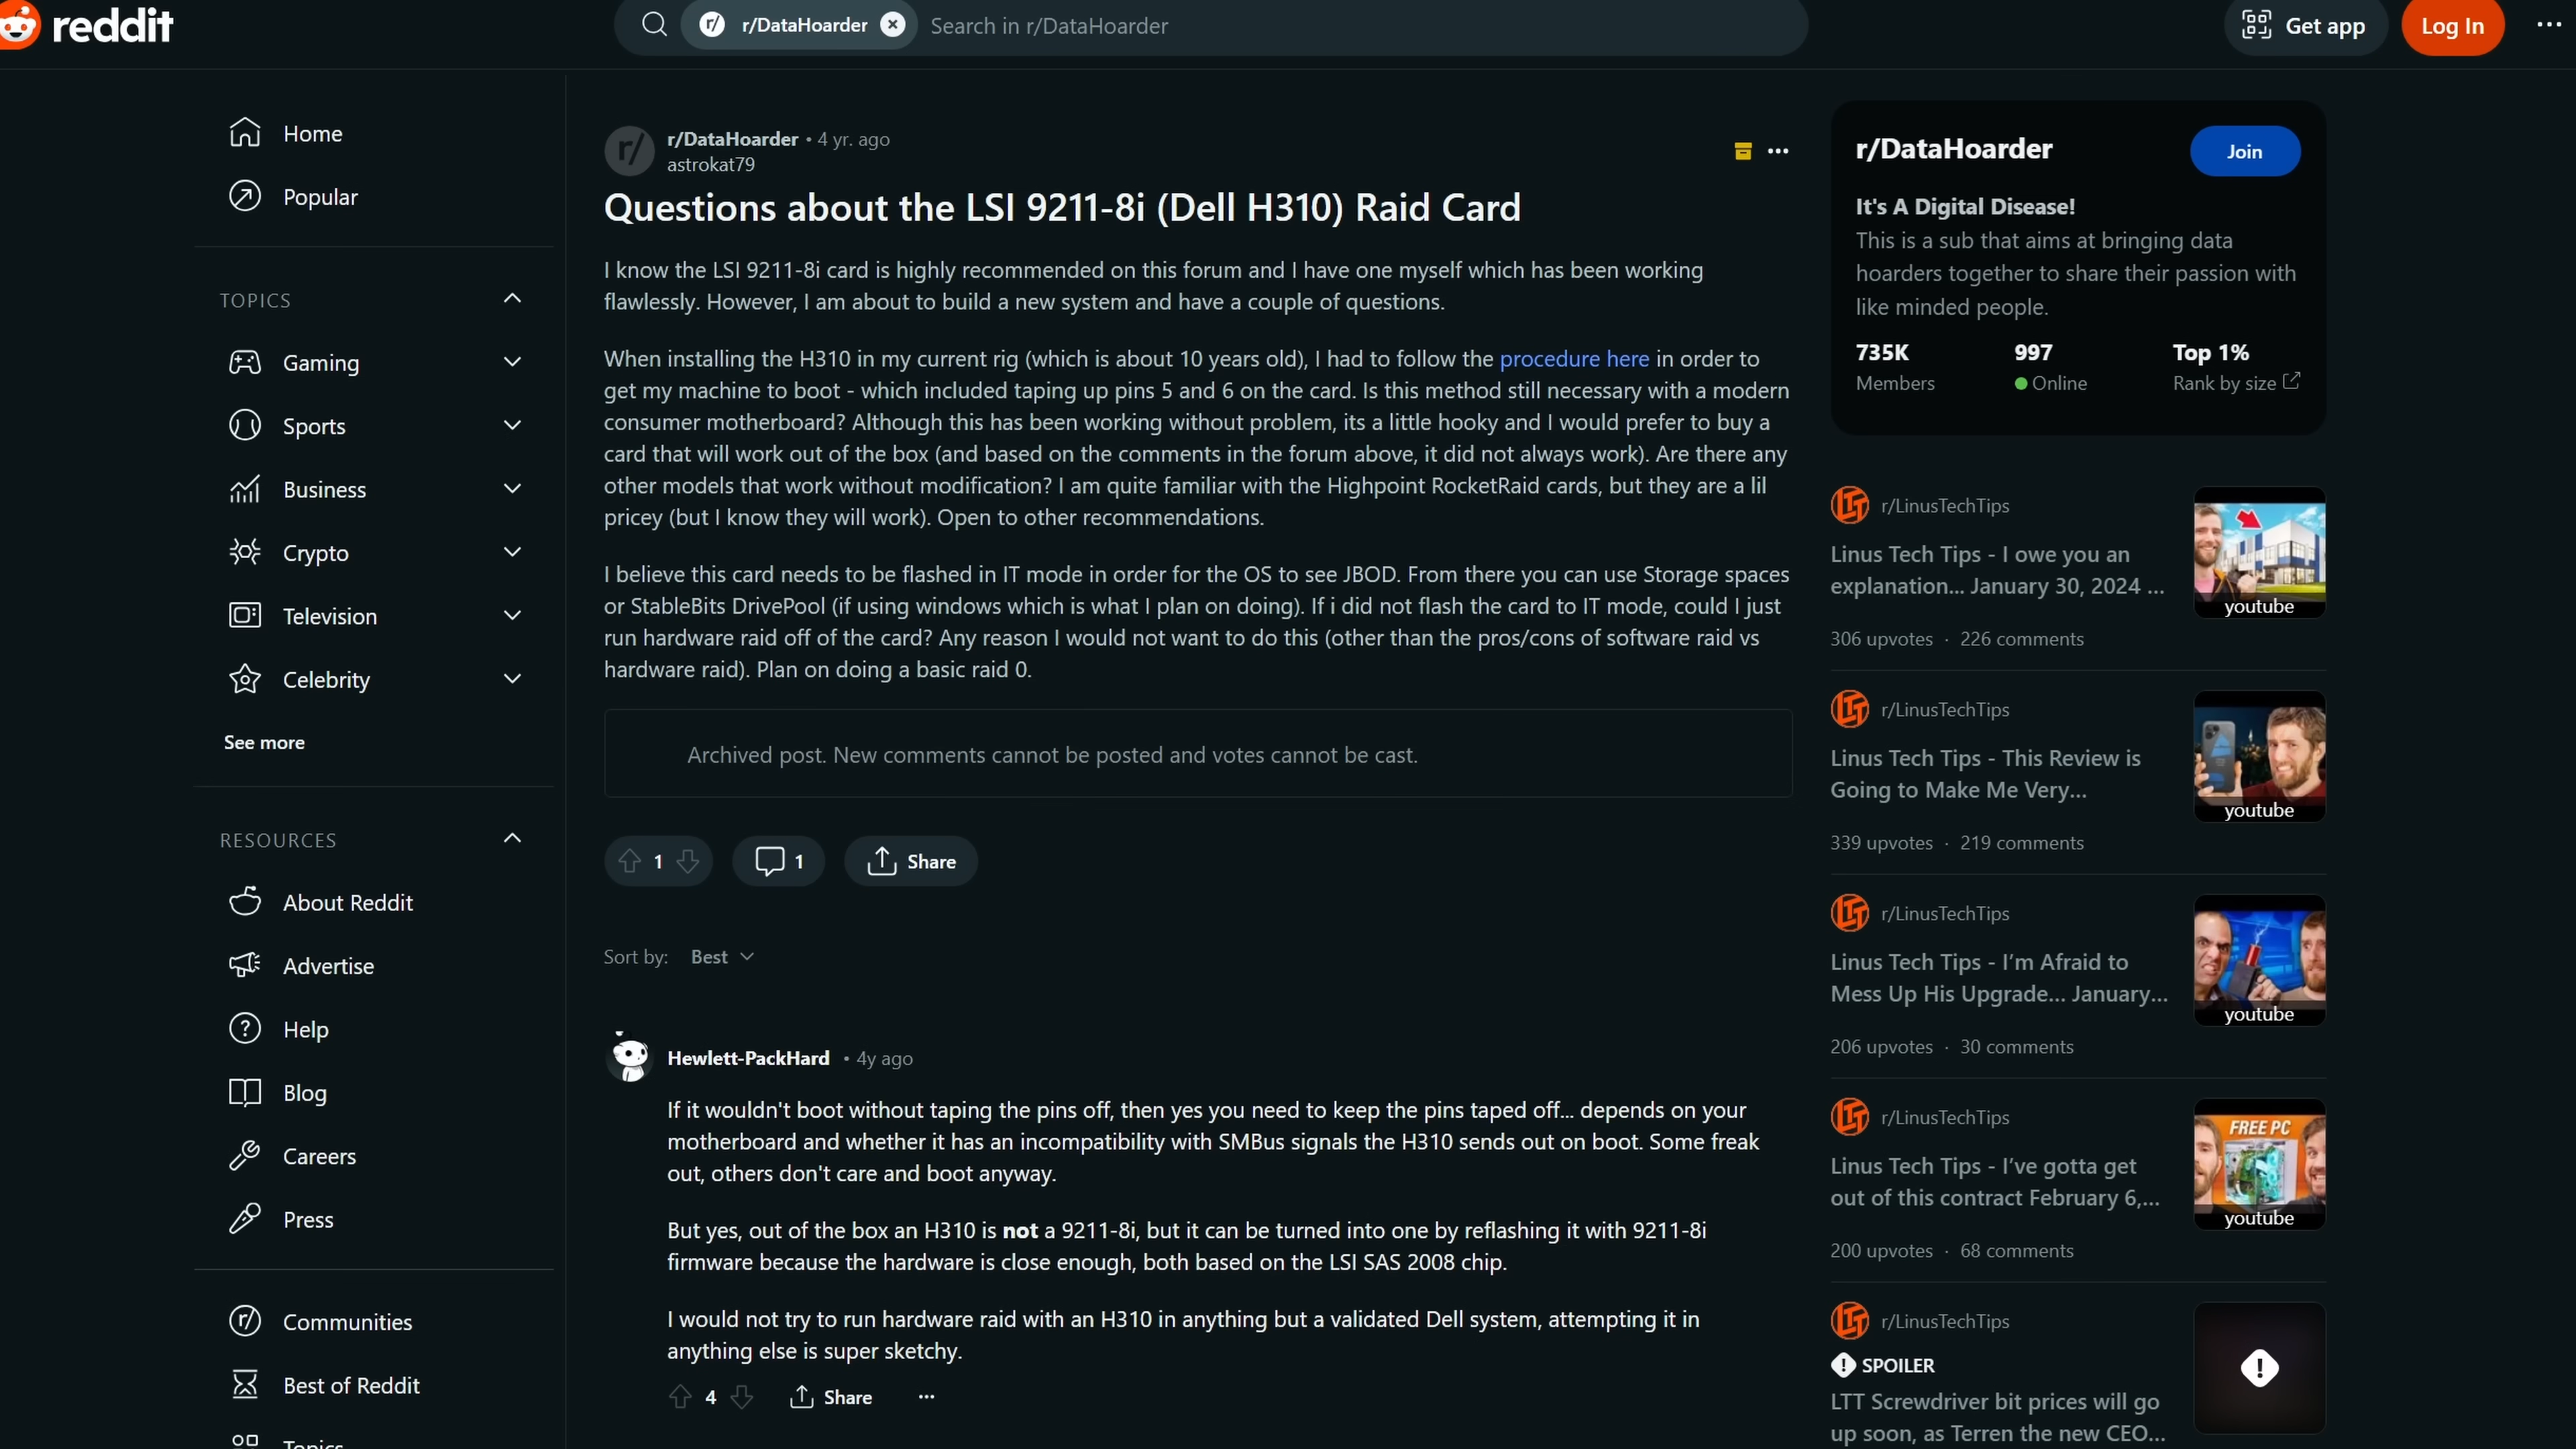 reddit
r/DataHoarder
Search in r/DataHoarder
Get app
Log In
Home
Popular
TOPICS
Gaming
Sports
Business
Crypto
Television
Celebrity
See more
RESOURCES
About Reddit
Advertise
Help
Blog
Careers
Press
Communities
Best of Reddit
Topics
r/DataHoarder • 4 yr. ago
astrokat79
Questions about the LSI 9211-8i (Dell H310) Raid Card
I know the LSI 9211-8i card is highly recommended on this forum and I have one myself which has been working
flawlessly. However, I am about to build a new system and have a couple of questions.
When installing the H310 in my current rig (which is about 10 years old), I had to follow the procedure here in order to
get my machine to boot - which included taping up pins 5 and 6 on the card. Is this method still necessary with a modern
consumer motherboard? Although this has been working without problem, its a little hooky and I would prefer to buy a
card that will work out of the box (and based on the comments in the forum above, it did not always work). Are there any
other models that work without modification? I am quite familiar with the Highpoint RocketRaid cards, but they are a lil
pricey (but I know they will work). Open to other recommendations.
I believe this card needs to be flashed in IT mode in order for the OS to see JBOD. From there you can use Storage spaces
or StableBits DrivePool (if using windows which is what I plan on doing). If i did not flash the card to IT mode, could I just
run hardware raid off of the card? Any reason I would not want to do this (other than the pros/cons of software raid vs
hardware raid). Plan on doing a basic raid 0.
Archived post. New comments cannot be posted and votes cannot be cast.
1
1
Share
Sort by: Best
Hewlett-PackHard • 4y ago
If it wouldn't boot without taping the pins off, then yes you need to keep the pins taped off... depends on your
motherboard and whether it has an incompatibility with SMBus signals the H310 sends out on boot. Some freak
out, others don't care and boot anyway.
But yes, out of the box an H310 is not a 9211-8i, but it can be turned into one by reflashing it with 9211-8i
firmware because the hardware is close enough, both based on the LSI SAS 2008 chip.
I would not try to run hardware raid with an H310 in anything but a validated Dell system, attempting it in
anything else is super sketchy.
4
Share
r/DataHoarder
Join
It's A Digital Disease!
This is a sub that aims at bringing data
hoarders together to share their passion with
like minded people.
735K 997 Top 1%
Members Online Rank by size
r/LinusTechTips
Linus Tech Tips - I owe you an
explanation... January 30, 2024 ...
youtube
306 upvotes · 226 comments
r/LinusTechTips
Linus Tech Tips - This Review is
Going to Make Me Very...
youtube
339 upvotes · 219 comments
r/LinusTechTips
Linus Tech Tips - I'm Afraid to
Mess Up His Upgrade... January...
youtube
206 upvotes · 30 comments
r/LinusTechTips
FREE PC
Linus Tech Tips - I've gotta get
out of this contract February 6,...
youtube
200 upvotes · 68 comments
r/LinusTechTips
SPOILER
LTT Screwdriver bit prices will go
up soon, as Terren the new CEO...